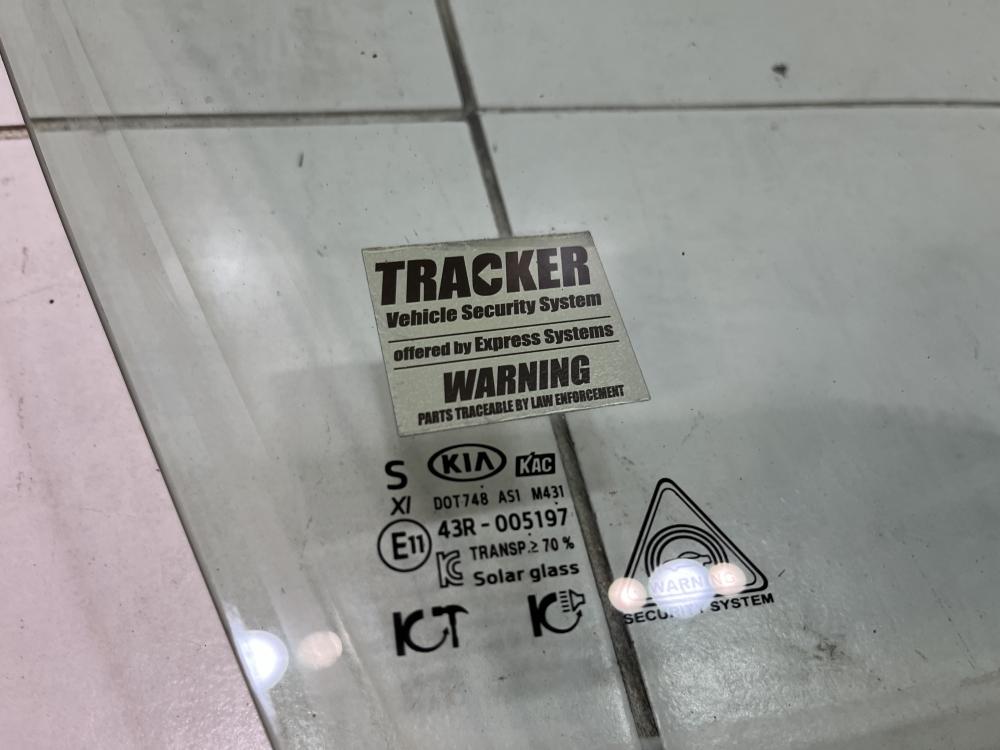 TRACKER
Vehicle Security System
offered by Express Systems
WARNING
PARTS TRACEABLE BY LAW ENFORCEMENT
S KIA KAC
XI DOT748 AS1 M431
E11 43R-005197
TRANSP.≥ 70 %
KC Solar glass
WARNING
SECURITY SYSTEM